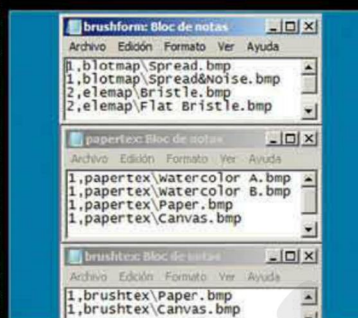 brushform: Bloc de notas
Archivo Edición Formato Ver Ayuda
1,blotmap\Spread.bmp
1,blotmap\Spread&Noise.bmp
2,elemap\Bristle.bmp
2,elemap\Flat Bristle.bmp
papertex: Bloc de notas
Archivo Edición Formato Ver Ayuda
1,papertex\Watercolor A.bmp
1,papertex\Watercolor B.bmp
1,papertex\Paper.bmp
1,papertex\Canvas.bmp
brushtex: Bloc de notas
Archivo Edición Formato Ver Ayuda
1,brushtex\Paper.bmp
1,brushtex\Canvas.bmp